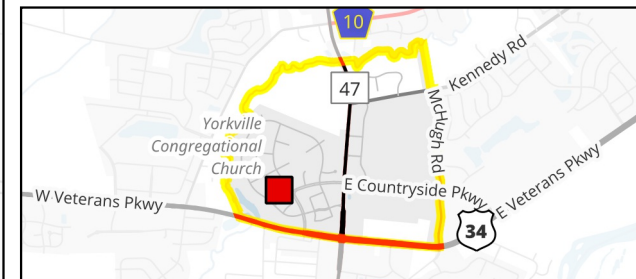 10
47
Kennedy Rd
McHugh Rd
Yorkville
Congregational
Church
E Countryside Pkwy
W Veterans Pkwy
E Veterans Pkwy
34